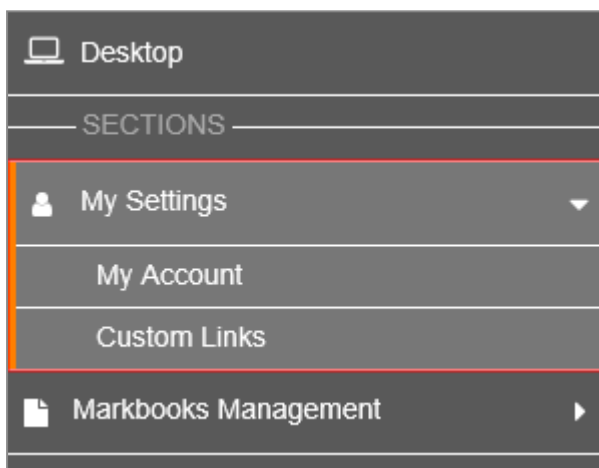 Desktop
SECTIONS
My Settings
My Account
Custom Links
Markbooks Management